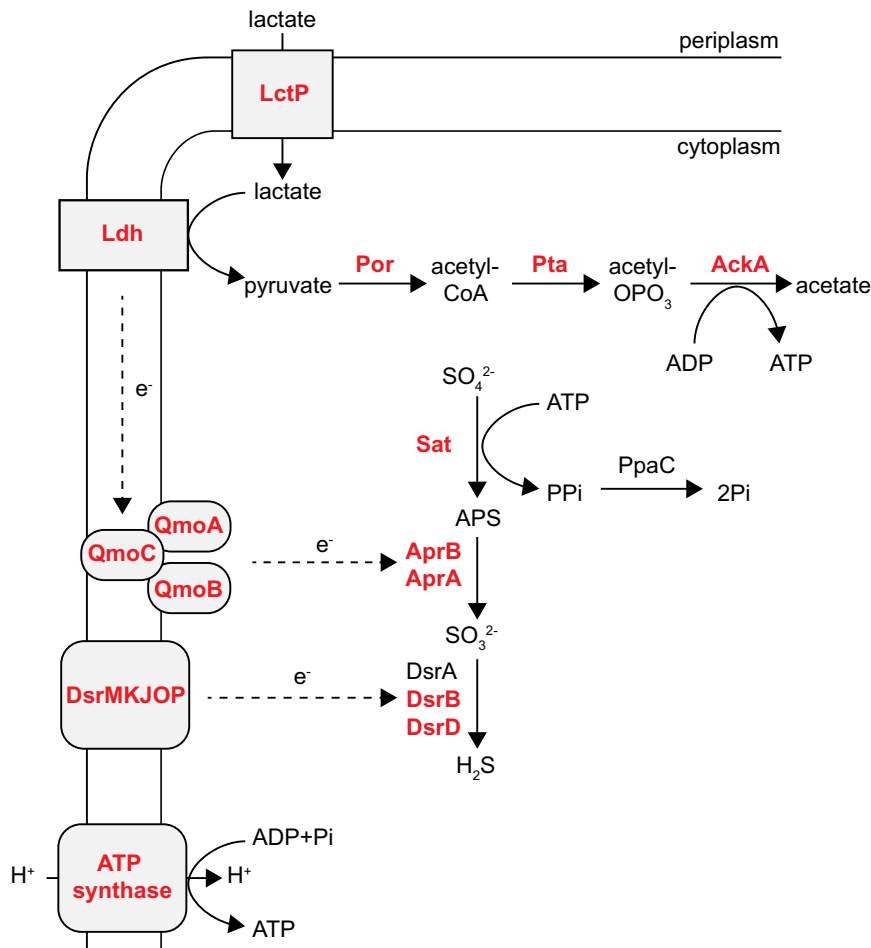 lactate
periplasm
LctP
cytoplasm
lactate
Ldh
pyruvate
Por
acetyl-
CoA
Pta
acetyl-
OPO₃
AckA
acetate
ADP
ATP
e⁻
SO₄²⁻
ATP
Sat
PPi
PpaC
2Pi
APS
QmoA
QmoC
QmoB
e⁻
AprB
AprA
SO₃²⁻
DsrMKJOP
e⁻
DsrA
DsrB
DsrD
H₂S
ATP
synthase
H⁺
H⁺
ADP+Pi
ATP